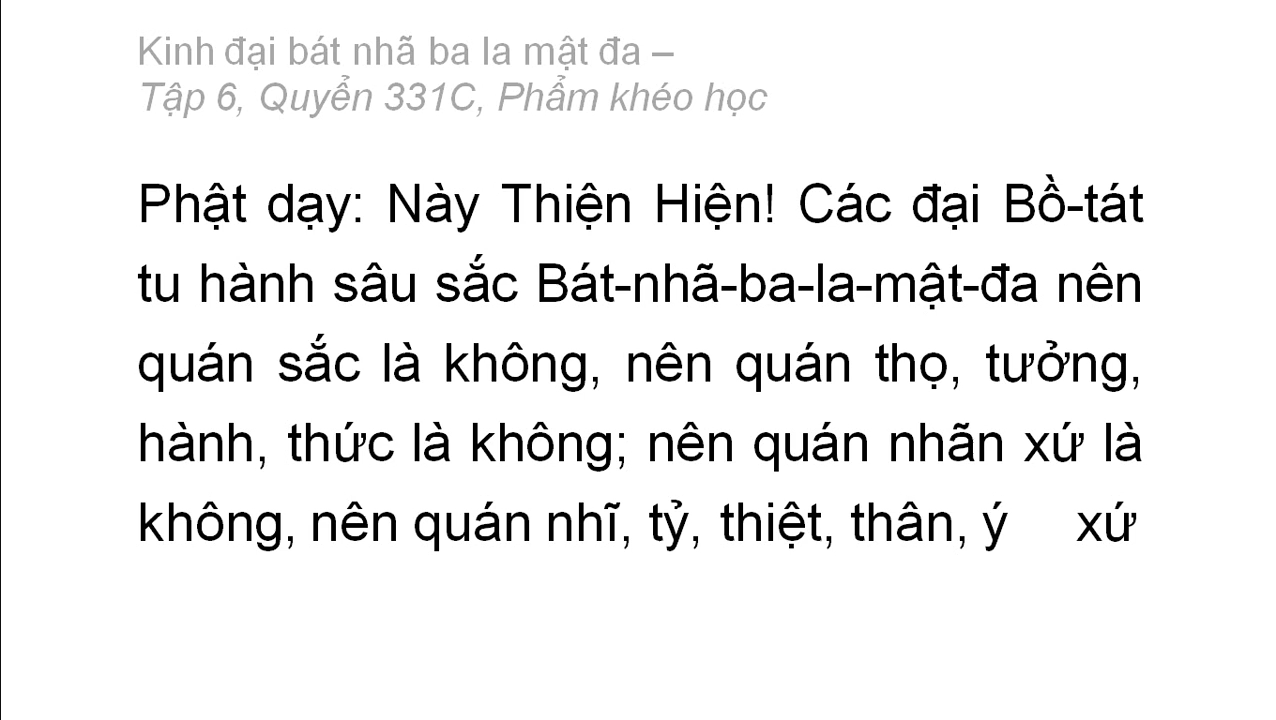 Kinh đại bát nhã ba la mật đa –
Tập 6, Quyển 331C, Phẩm khéo học
Phật dạy: Này Thiện Hiện! Các đại Bồ-tát
tu hành sâu sắc Bát-nhã-ba-la-mật-đa nên
quán sắc là không, nên quán thọ, tưởng,
hành, thức là không; nên quán nhãn xứ là
không, nên quán nhĩ, tỷ, thiệt, thân, ý xứ